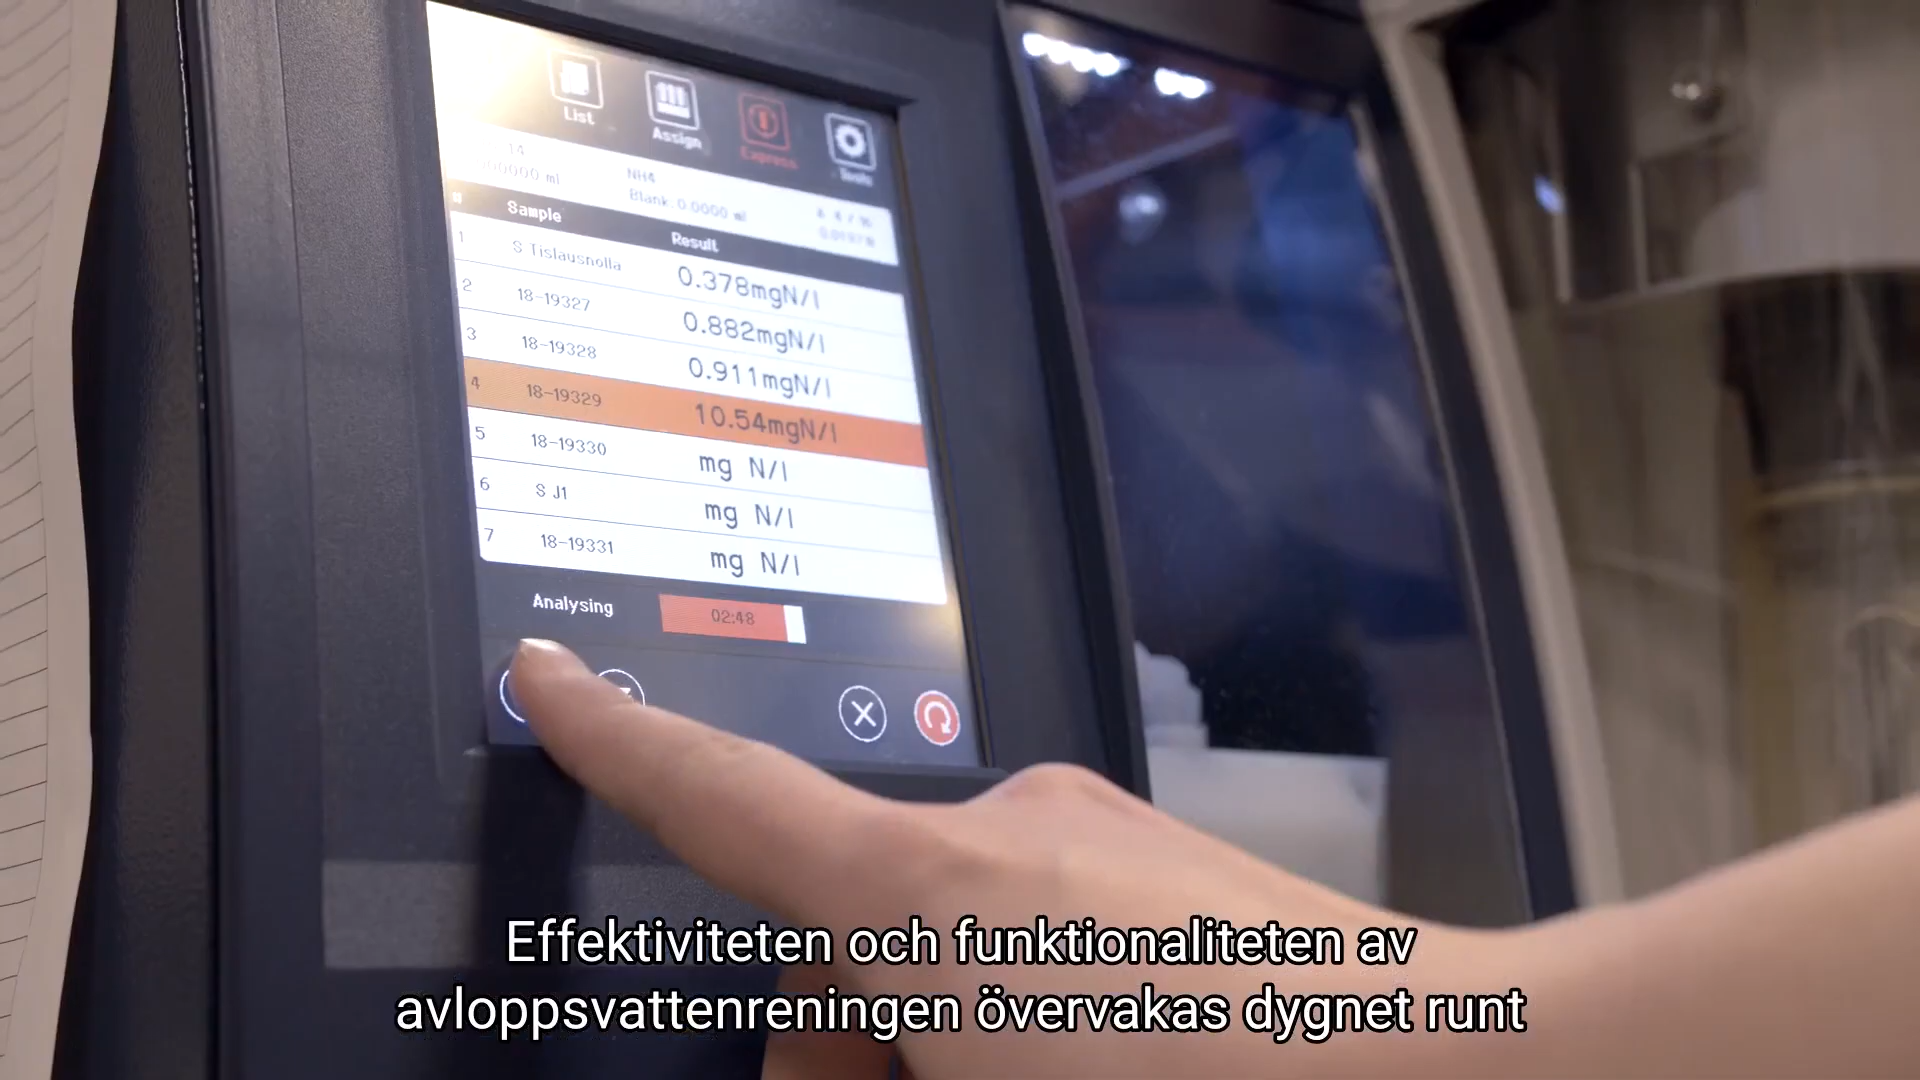 List
Assign
Express
Tools
14
NH4
Blank: 0.0000 ml
# Sample Result
1 S Tislausnolla 0.378mgN/l
2 18-19327 0.882mgN/l
3 18-19328 0.911mgN/l
4 18-19329 10.54mgN/l
5 18-19330 mg N/l
6 S J1 mg N/l
7 18-19331 mg N/l
Analysing 02:48
Effektiviteten och funktionaliteten av
avloppsvattenreningen övervakas dygnet runt